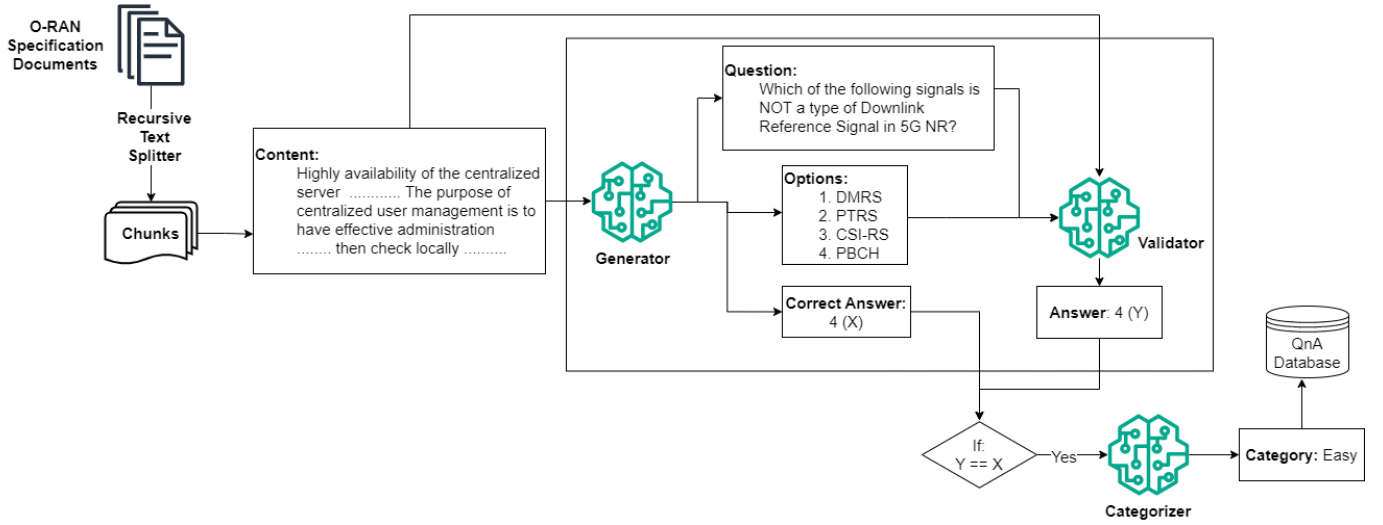 O-RAN
Specification
Documents
Recursive
Text
Splitter
Chunks
Content:
Highly availability of the centralized
server ............ The purpose of
centralized user management is to
have effective administration
........ then check locally ..........
Generator
Question:
Which of the following signals is
NOT a type of Downlink
Reference Signal in 5G NR?
Options:
1. DMRS
2. PTRS
3. CSI-RS
4. PBCH
Correct Answer:
4 (X)
Validator
Answer: 4 (Y)
If:
Y == X
Yes
Categorizer
Category: Easy
QnA
Database